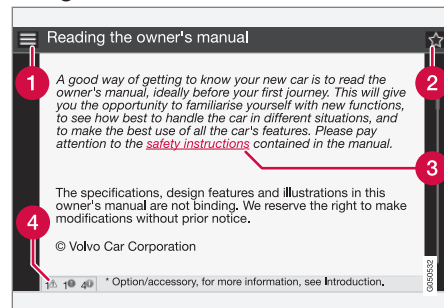 Reading the owner's manual
1
2
A good way of getting to know your new car is to read the
owner's manual, ideally before your first journey. This will give
you the opportunity to familiarise yourself with new functions,
to see how best to handle the car in different situations, and
to make the best use of all the car's features. Please pay
attention to the safety instructions contained in the manual.
3
The specifications, design features and illustrations in this
owner's manual are not binding. We reserve the right to make
modifications without prior notice.
4
© Volvo Car Corporation
1 1 4 * Option/accessory, for more information, see Introduction.
G050532